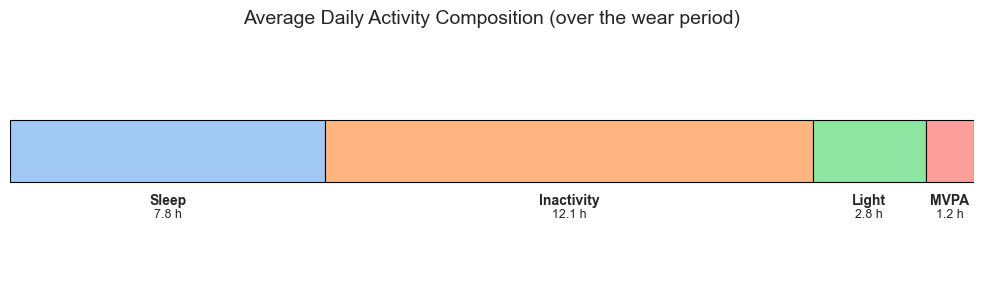 Average Daily Activity Composition (over the wear period)
Sleep
7.8 h
Inactivity
12.1 h
Light
2.8 h
MVPA
1.2 h